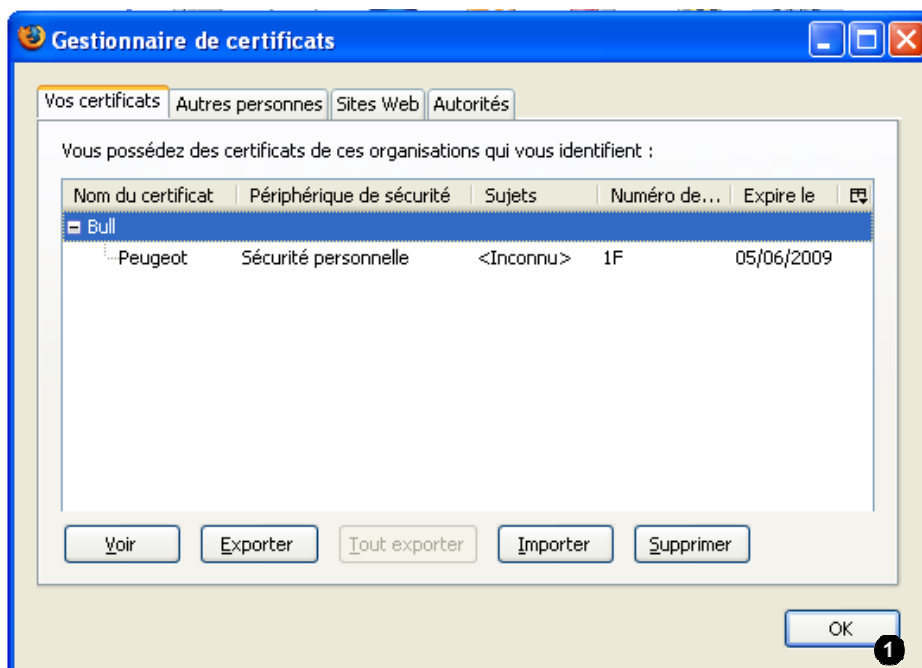 Gestionnaire de certificats
Vos certificats Autres personnes Sites Web Autorités
Vous possédez des certificats de ces organisations qui vous identifient :
Nom du certificat Périphérique de sécurité Sujets Numéro de... Expire le
Bull
Peugeot Sécurité personnelle <Inconnu> 1F 05/06/2009
Voir Exporter Tout exporter Importer Supprimer
OK
1